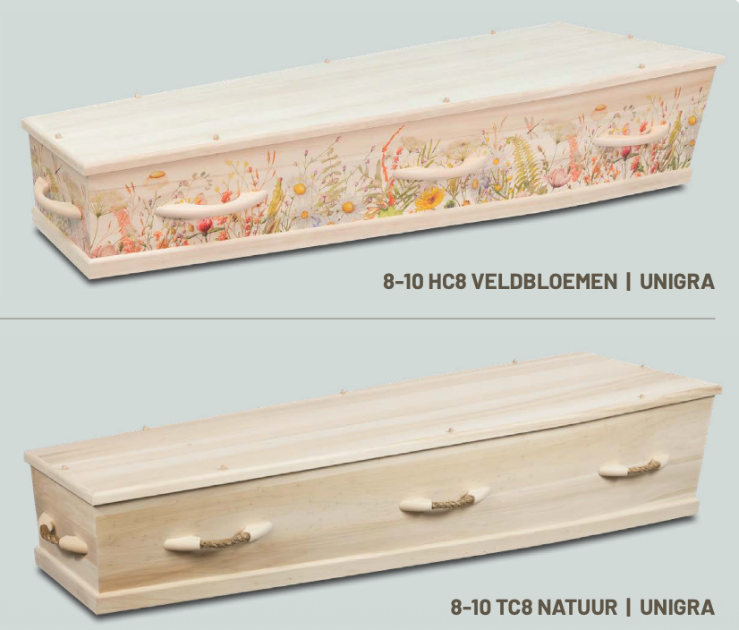 8-10 HC8 VELDBLOEMEN | UNIGRA
8-10 TC8 NATUUR | UNIGRA